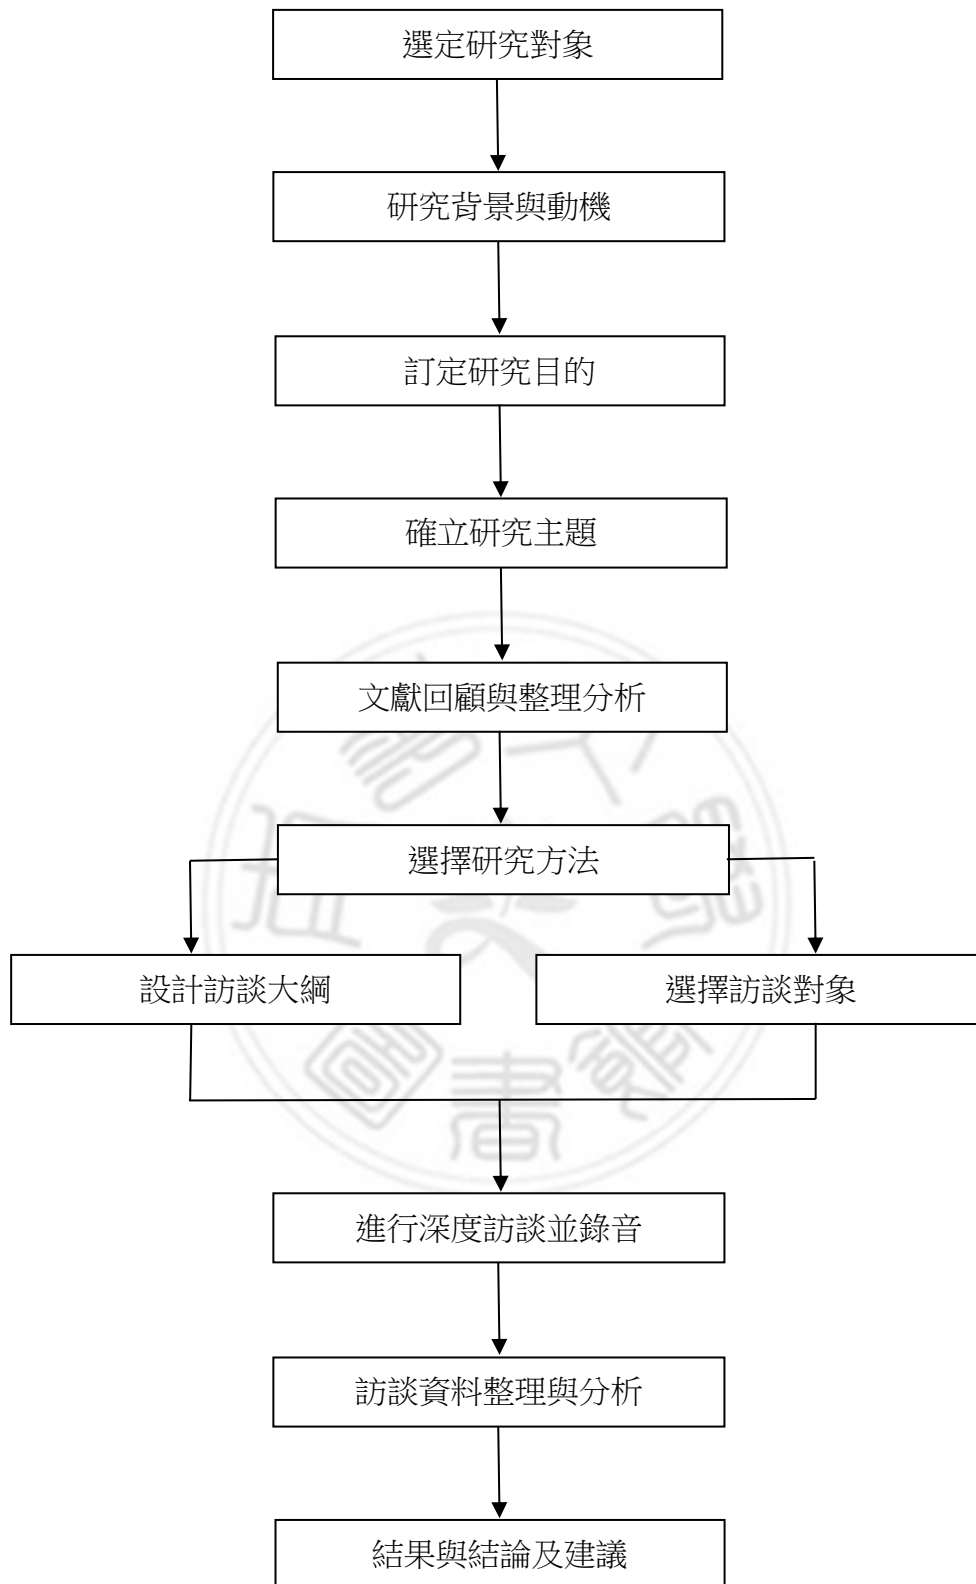 選定研究對象
研究背景與動機
訂定研究目的
確立研究主題
文獻回顧與整理分析
選擇研究方法
設計訪談大綱
選擇訪談對象
進行深度訪談並錄音
訪談資料整理與分析
結果與結論及建議